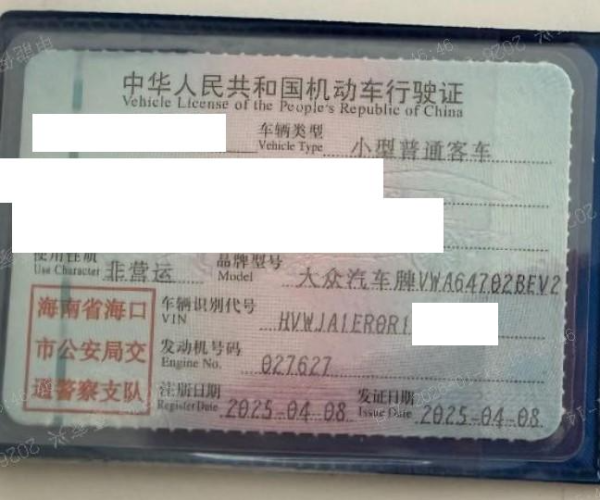 中华人民共和国机动车行驶证
Vehicle License of the People's Republic of China
车辆类型 小型普通客车
Vehicle Type
使用性质 非营运 品牌型号 大众汽车牌VWA64702BEV2
Use Character Model
海南省海口
市公安局交
通警察支队
车辆识别代号 HVWJA1ER0R1
VIN
发动机号码 027627
Engine No.
注册日期 2025-04-08 发证日期 2025-04-08
Register Date Issue Date